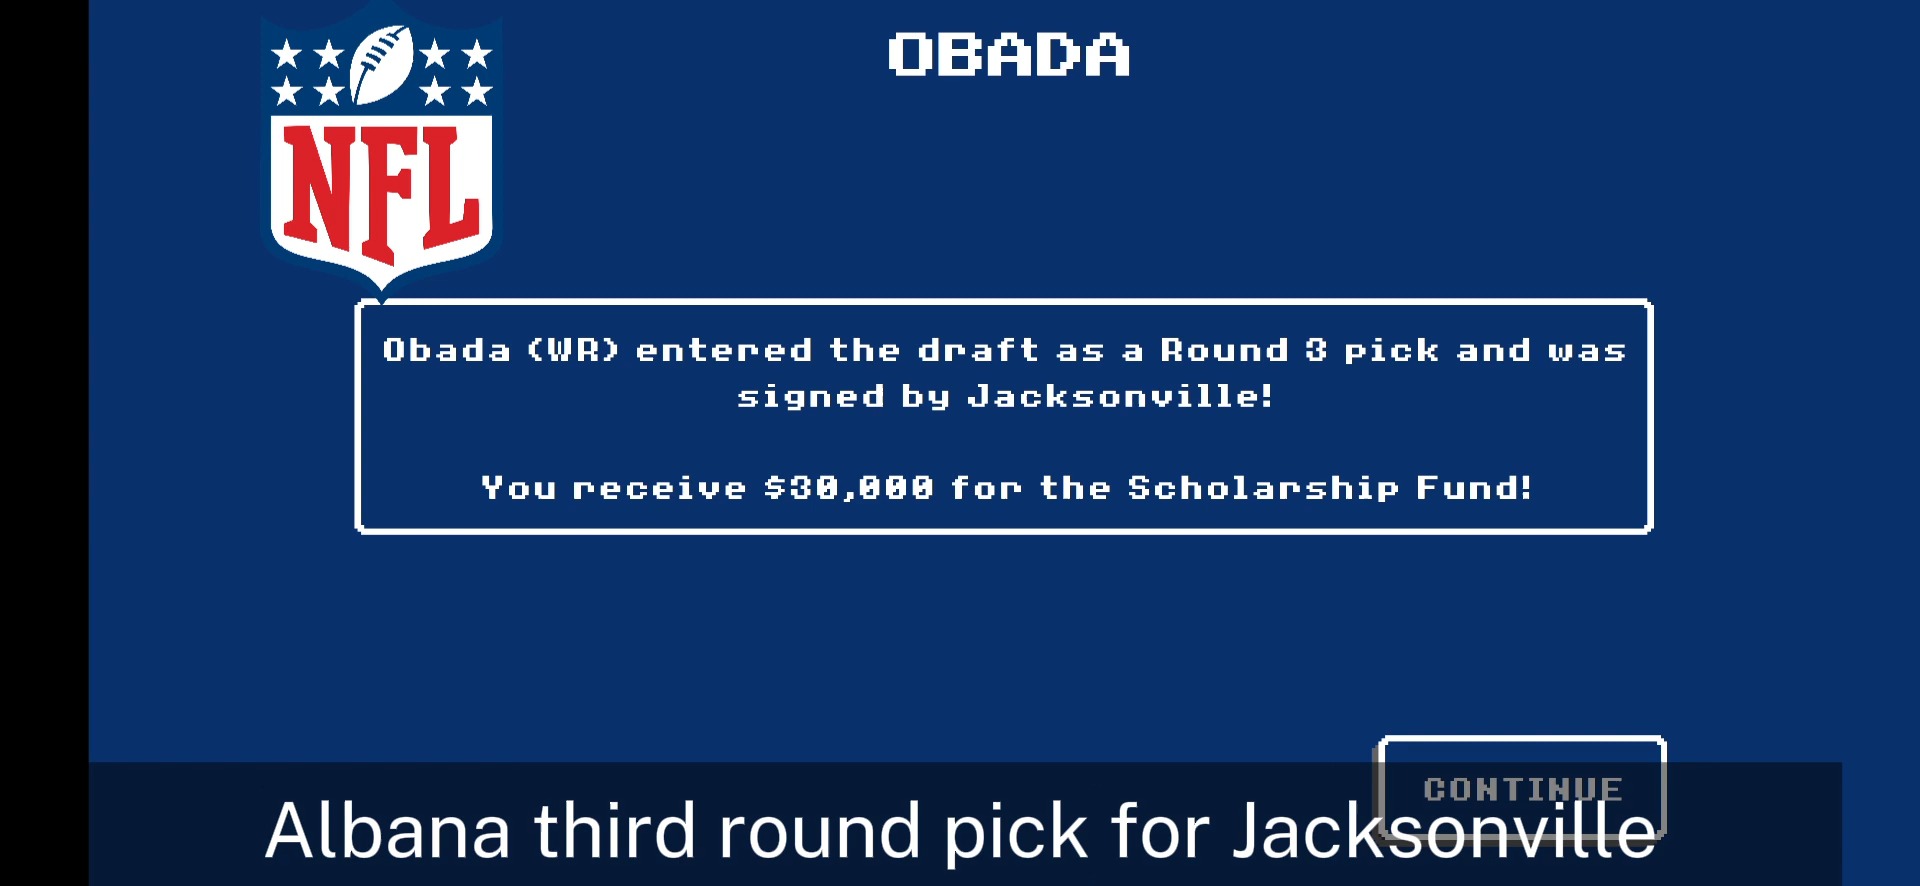 NFL
OBADA
Obada (WR) entered the draft as a Round 3 pick and was
signed by Jacksonville!
You receive $30,000 for the Scholarship Fund!
CONTINUE
Albana third round pick for Jacksonville